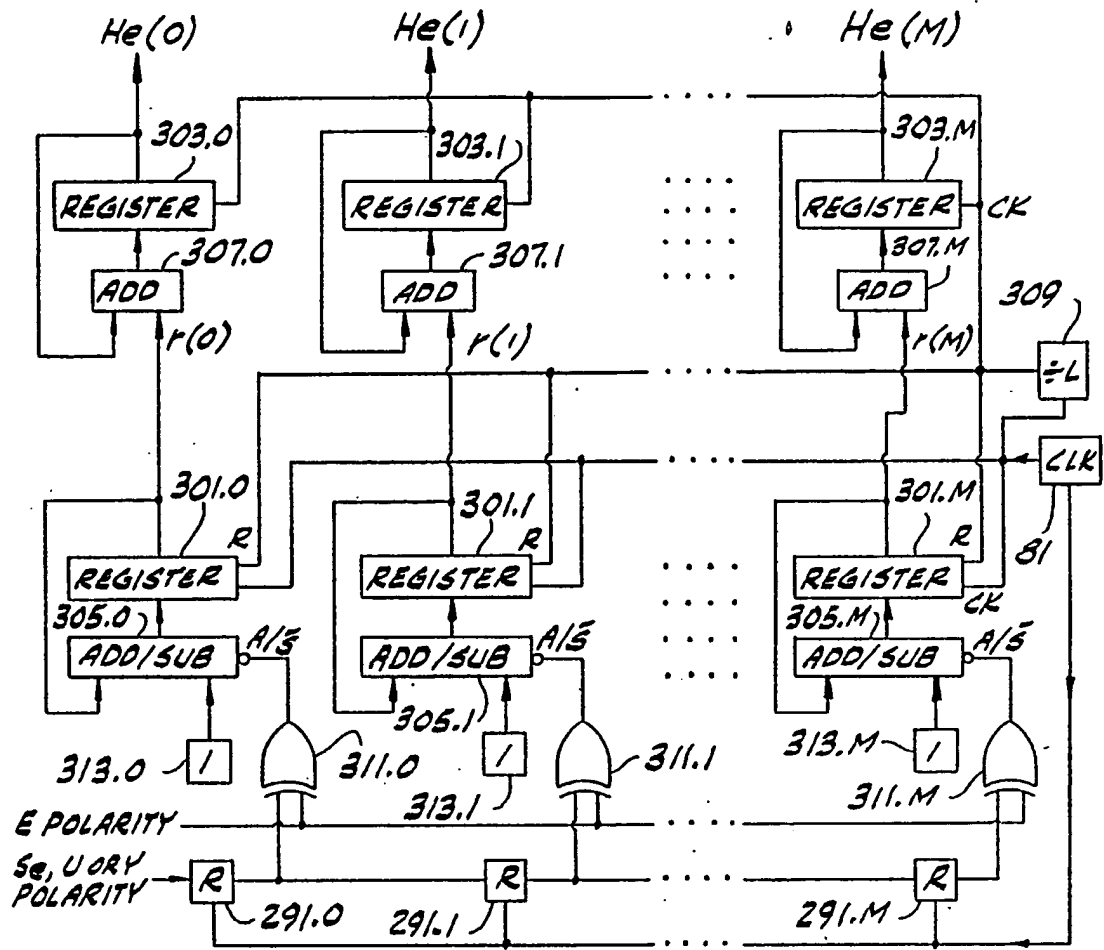 He(0) He(1) He(M)
303.0 303.1 303.M
REGISTER REGISTER REGISTER CK
307.0 307.1 307.M
ADD ADD ADD 309
r(0) r(1) r(M)
÷L
CLK
301.0 301.1 301.M
R R R 81
REGISTER REGISTER REGISTER
CK
305.0 305.M
A/S̄ A/S̄ A/S̄
ADD/SUB ADD/SUB ADD/SUB
305.1
1 1 1
313.0 311.0 313.1 311.1 313.M 311.M
E POLARITY
Se, U OR Y
POLARITY
R R R
291.0 291.1 291.M